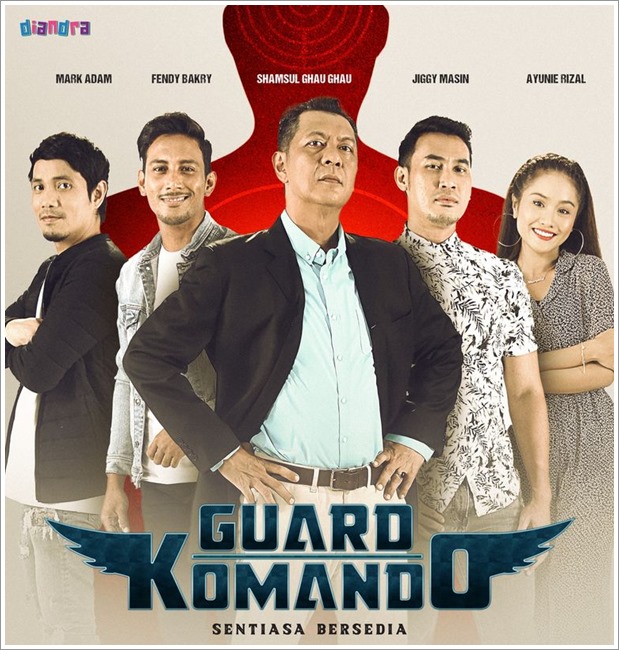 diandra
MARK ADAM FENDY BAKRY SHAMSUL GHAU GHAU JIGGY MASIN AYUNIE RIZAL
GUARD
KOMANDO
SENTIASA BERSEDIA